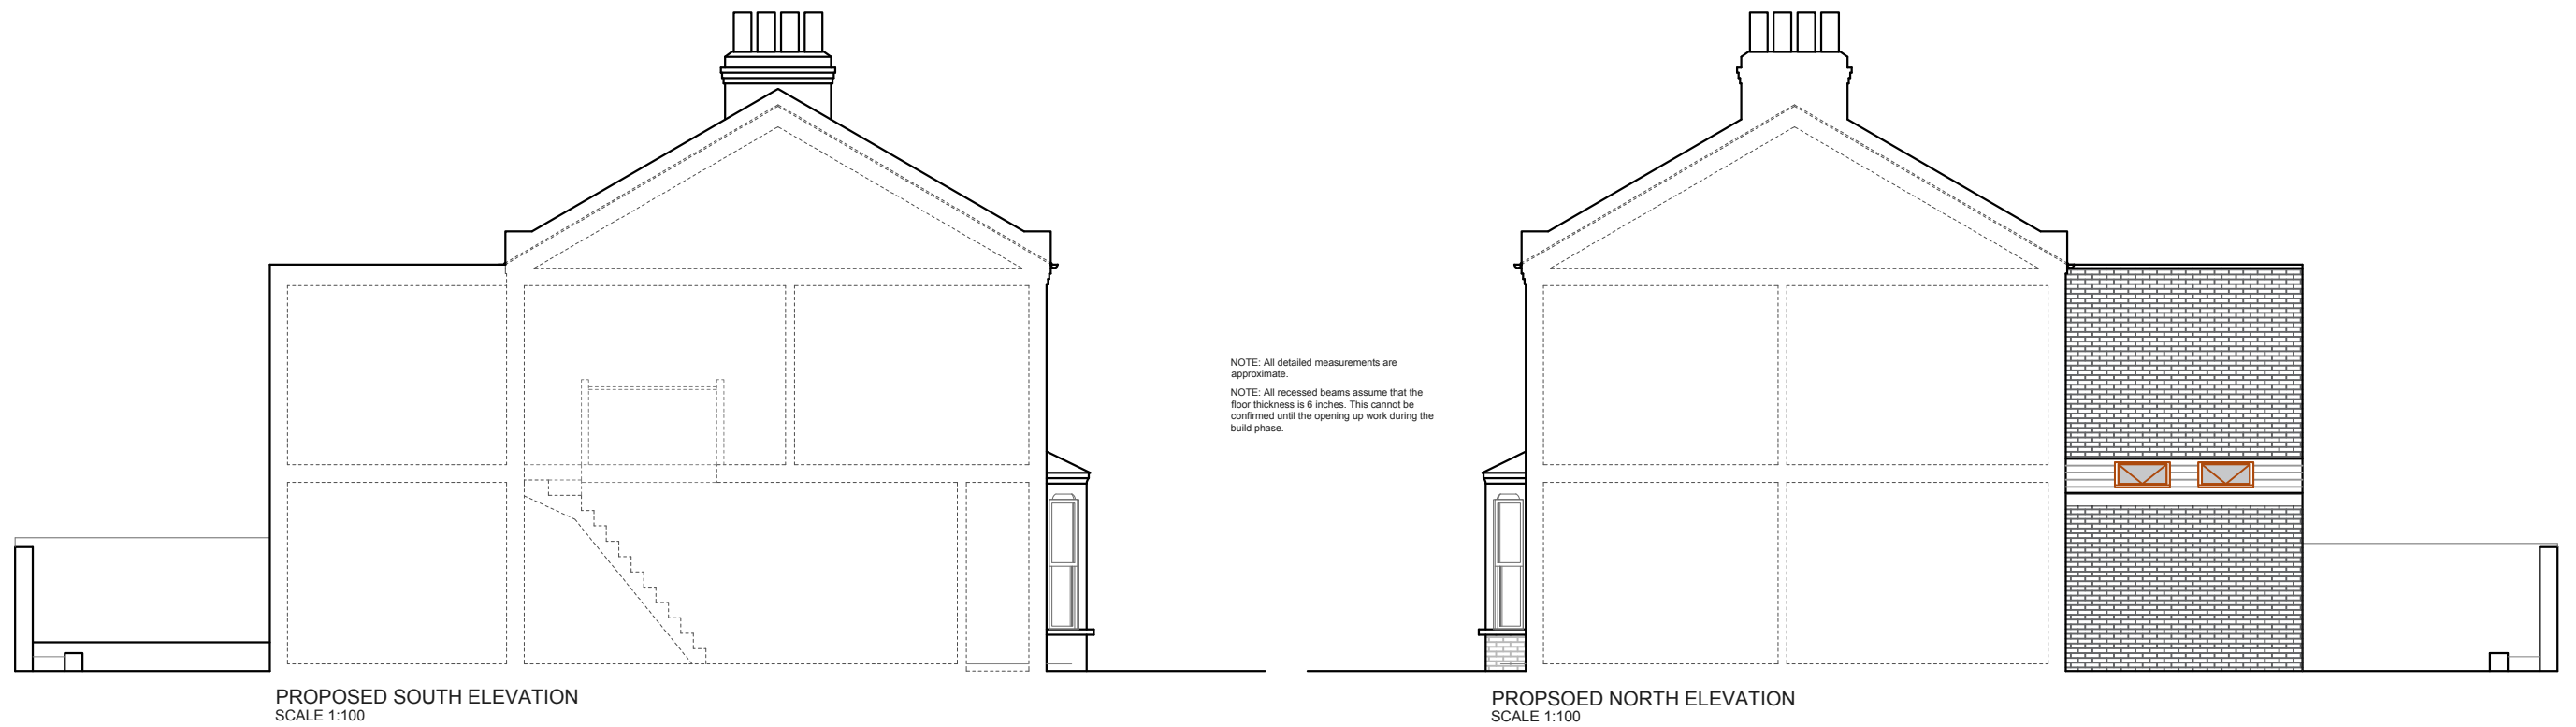 NOTE: All detailed measurements are
approximate.
NOTE: All recessed beams assume that the
floor thickness is 6 inches. This cannot be
confirmed until the opening up work during the
build phase.
PROPOSED SOUTH ELEVATION
SCALE 1:100
PROPSOED NORTH ELEVATION
SCALE 1:100